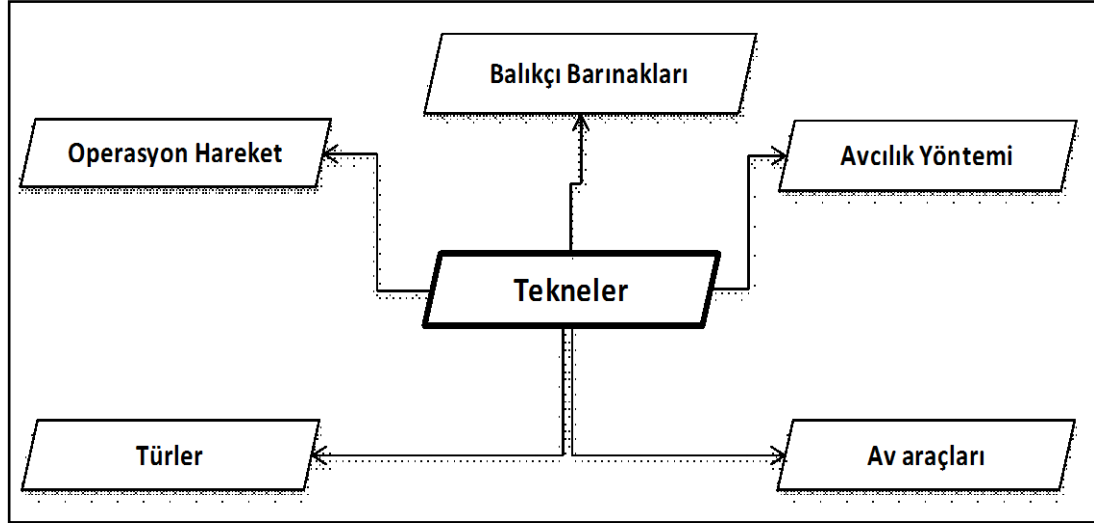 Balıkçı Barınakları
Operasyon Hareket
Avcılık Yöntemi
Tekneler
Türler
Av araçları